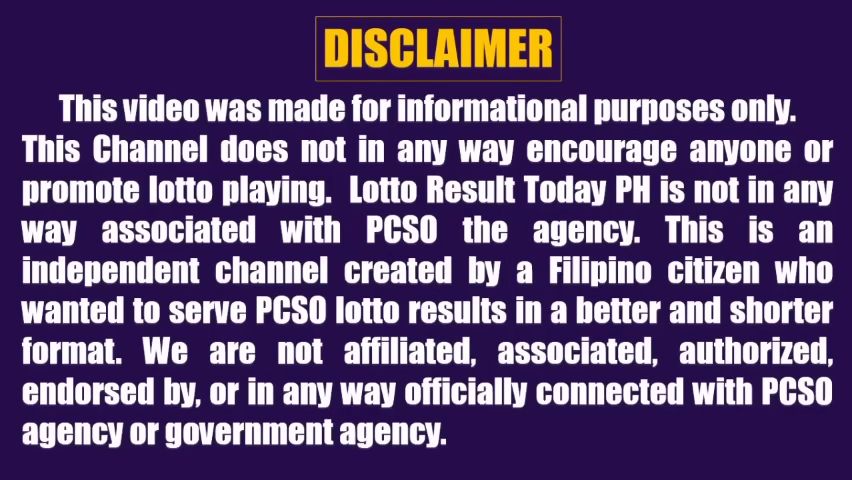 DISCLAIMER
This video was made for informational purposes only.
This Channel does not in any way encourage anyone or
promote lotto playing. Lotto Result Today PH is not in any
way associated with PCSO the agency. This is an
independent channel created by a Filipino citizen who
wanted to serve PCSO lotto results in a better and shorter
format. We are not affiliated, associated, authorized,
endorsed by, or in any way officially connected with PCSO
agency or government agency.